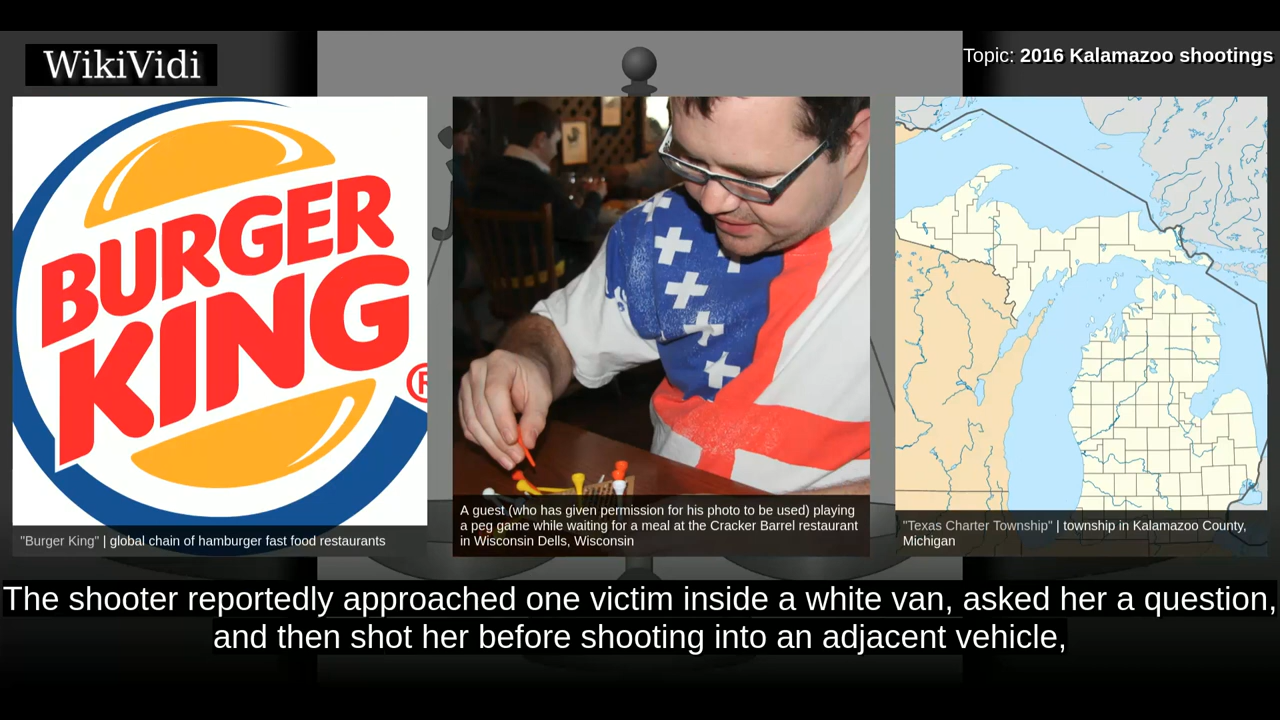 WikiVidi
Topic: 2016 Kalamazoo shootings
BURGER
KING
®
"Burger King" | global chain of hamburger fast food restaurants
A guest (who has given permission for his photo to be used) playing
a peg game while waiting for a meal at the Cracker Barrel restaurant
in Wisconsin Dells, Wisconsin
"Texas Charter Township" | township in Kalamazoo County,
Michigan
The shooter reportedly approached one victim inside a white van, asked her a question,
and then shot her before shooting into an adjacent vehicle,